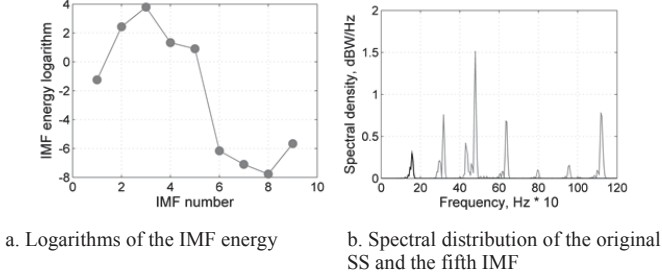 4
2
0
-2
-4
-6
-8
0 2 4 6 8 10
IMF energy logarithm
IMF number
2
1.5
1
0.5
0
0 20 40 60 80 100 120
Spectral density, dBW/Hz
Frequency, Hz * 10
a. Logarithms of the IMF energy
b. Spectral distribution of the original
SS and the fifth IMF